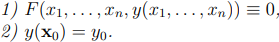 1) F(x₁, . . . , xₙ, y(x₁, . . . , xₙ)) ≡ 0,
2) y(𝐱₀) = y₀.